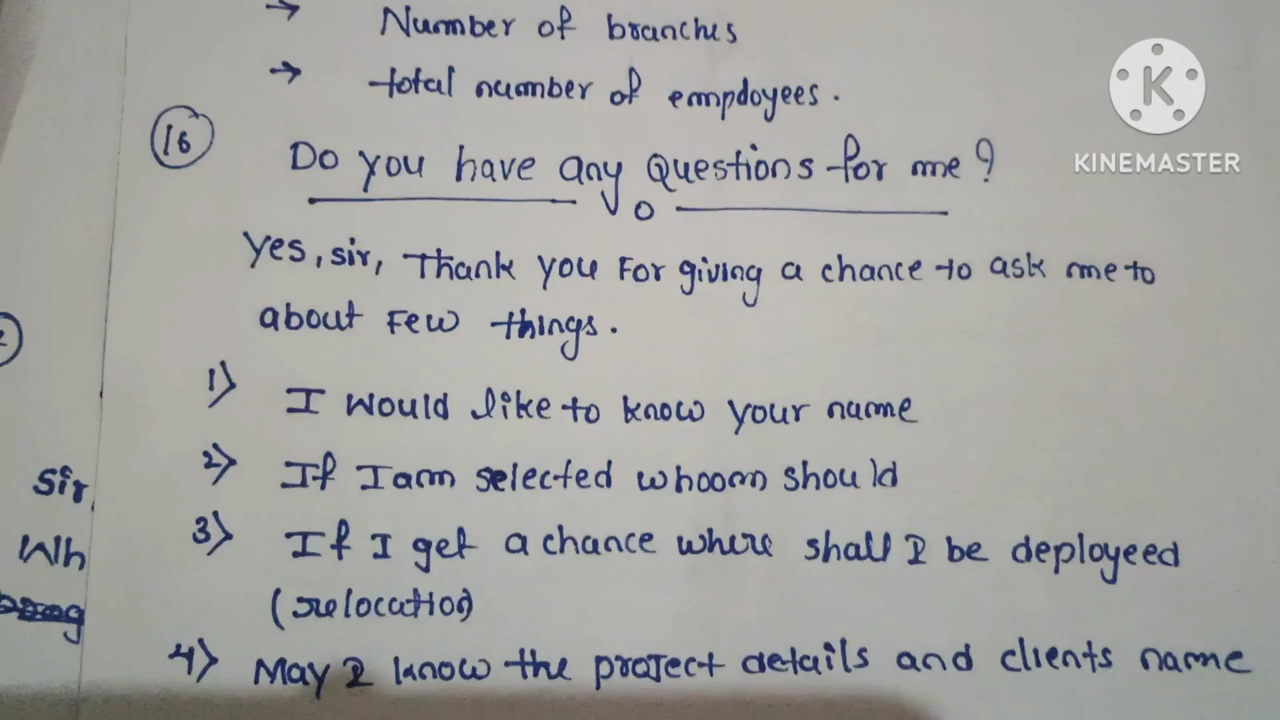 → Number of branches
→ total number of empdoyees.
16 Do you have any Questions for me?
Yes, sir, Thank you For giving a chance to ask me to
about Few things.
1) I would like to know your name
2) If I am selected whoom should
3) If I get a chance where shall I be deployeed
(relocation)
4) May I know the project details and clients name
Sir,
Wh
K
KINEMASTER